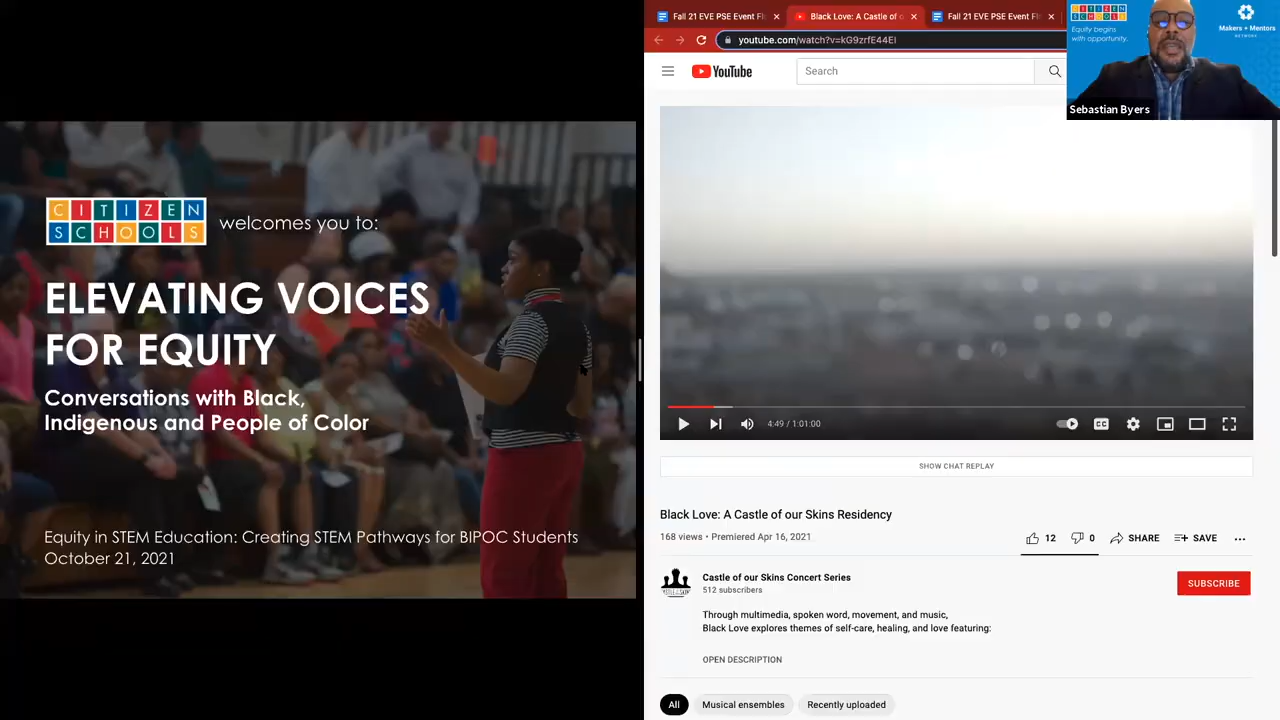 CITIZEN
SCHOOLS
welcomes you to:
ELEVATING VOICES
FOR EQUITY
Conversations with Black,
Indigenous and People of Color
Equity in STEM Education: Creating STEM Pathways for BIPOC Students
October 21, 2021
Fall 21 EVE PSE Event Fl
Black Love: A Castle of o
Fall 21 EVE PSE Event Fl
youtube.com/watch?v=kG9zrfE44EI
YouTube
Search
CITIZEN
SCHOOLS
Equity begins
with opportunity.
Makers + Mentors
NETWORK
Sebastian Byers
4:49 / 1:01:00
CC
SHOW CHAT REPLAY
Black Love: A Castle of our Skins Residency
168 views • Premiered Apr 16, 2021
12
0
SHARE
SAVE
Castle of our Skins Concert Series
512 subscribers
SUBSCRIBE
Through multimedia, spoken word, movement, and music,
Black Love explores themes of self-care, healing, and love featuring:
OPEN DESCRIPTION
All
Musical ensembles
Recently uploaded